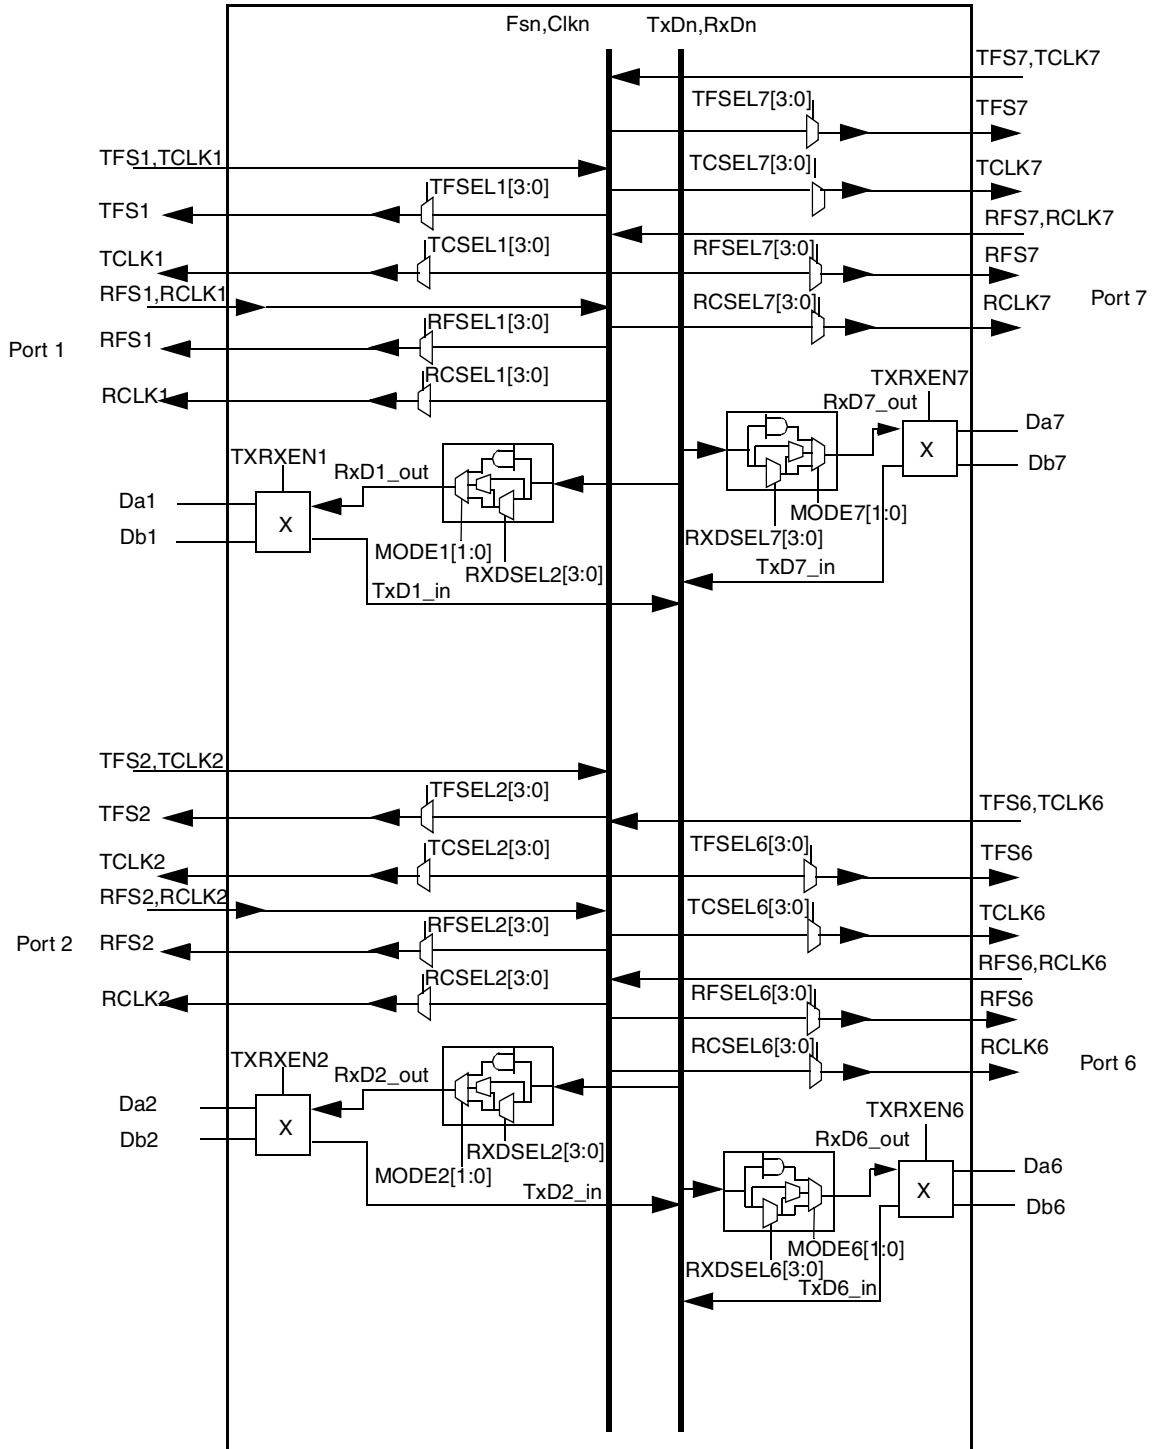 Fsn,Clkn
TxDn,RxDn
TFS7,TCLK7
TFSEL7[3:0]
TFS7
TFS1,TCLK1
TCSEL7[3:0]
TCLK7
TFSEL1[3:0]
TFS1
RFS7,RCLK7
TCSEL1[3:0]
RFSEL7[3:0]
RFS7
TCLK1
RFS1,RCLK1
RCSEL7[3:0]
RCLK7
Port 7
RFSEL1[3:0]
RFS1
Port 1
RCSEL1[3:0]
RCLK1
TXRXEN7
RxD7_out
Da7
X
Db7
TXRXEN1
RxD1_out
Da1
X
Db1
MODE7[1:0]
RXDSEL7[3:0]
MODE1[1:0]
RXDSEL2[3:0]
TxD7_in
TxD1_in
TFS2,TCLK2
TFSEL2[3:0]
TFS2
TFS6,TCLK6
TCSEL2[3:0]
TFSEL6[3:0]
TFS6
TCLK2
RFS2,RCLK2
TCSEL6[3:0]
TCLK6
RFSEL2[3:0]
RFS2
Port 2
RFS6,RCLK6
RCSEL2[3:0]
RCLK2
RFSEL6[3:0]
RFS6
RCSEL6[3:0]
RCLK6
Port 6
TXRXEN2
RxD2_out
Da2
X
Db2
RXDSEL2[3:0]
MODE2[1:0]
TxD2_in
TXRXEN6
RxD6_out
Da6
X
Db6
MODE6[1:0]
RXDSEL6[3:0]
TxD6_in